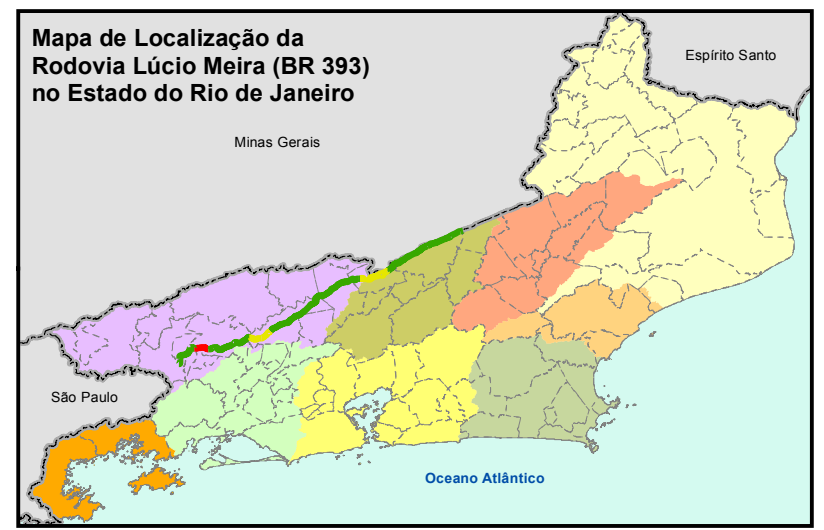 Mapa de Localização da
Rodovia Lúcio Meira (BR 393)
no Estado do Rio de Janeiro
Espírito Santo
Minas Gerais
São Paulo
Oceano Atlântico